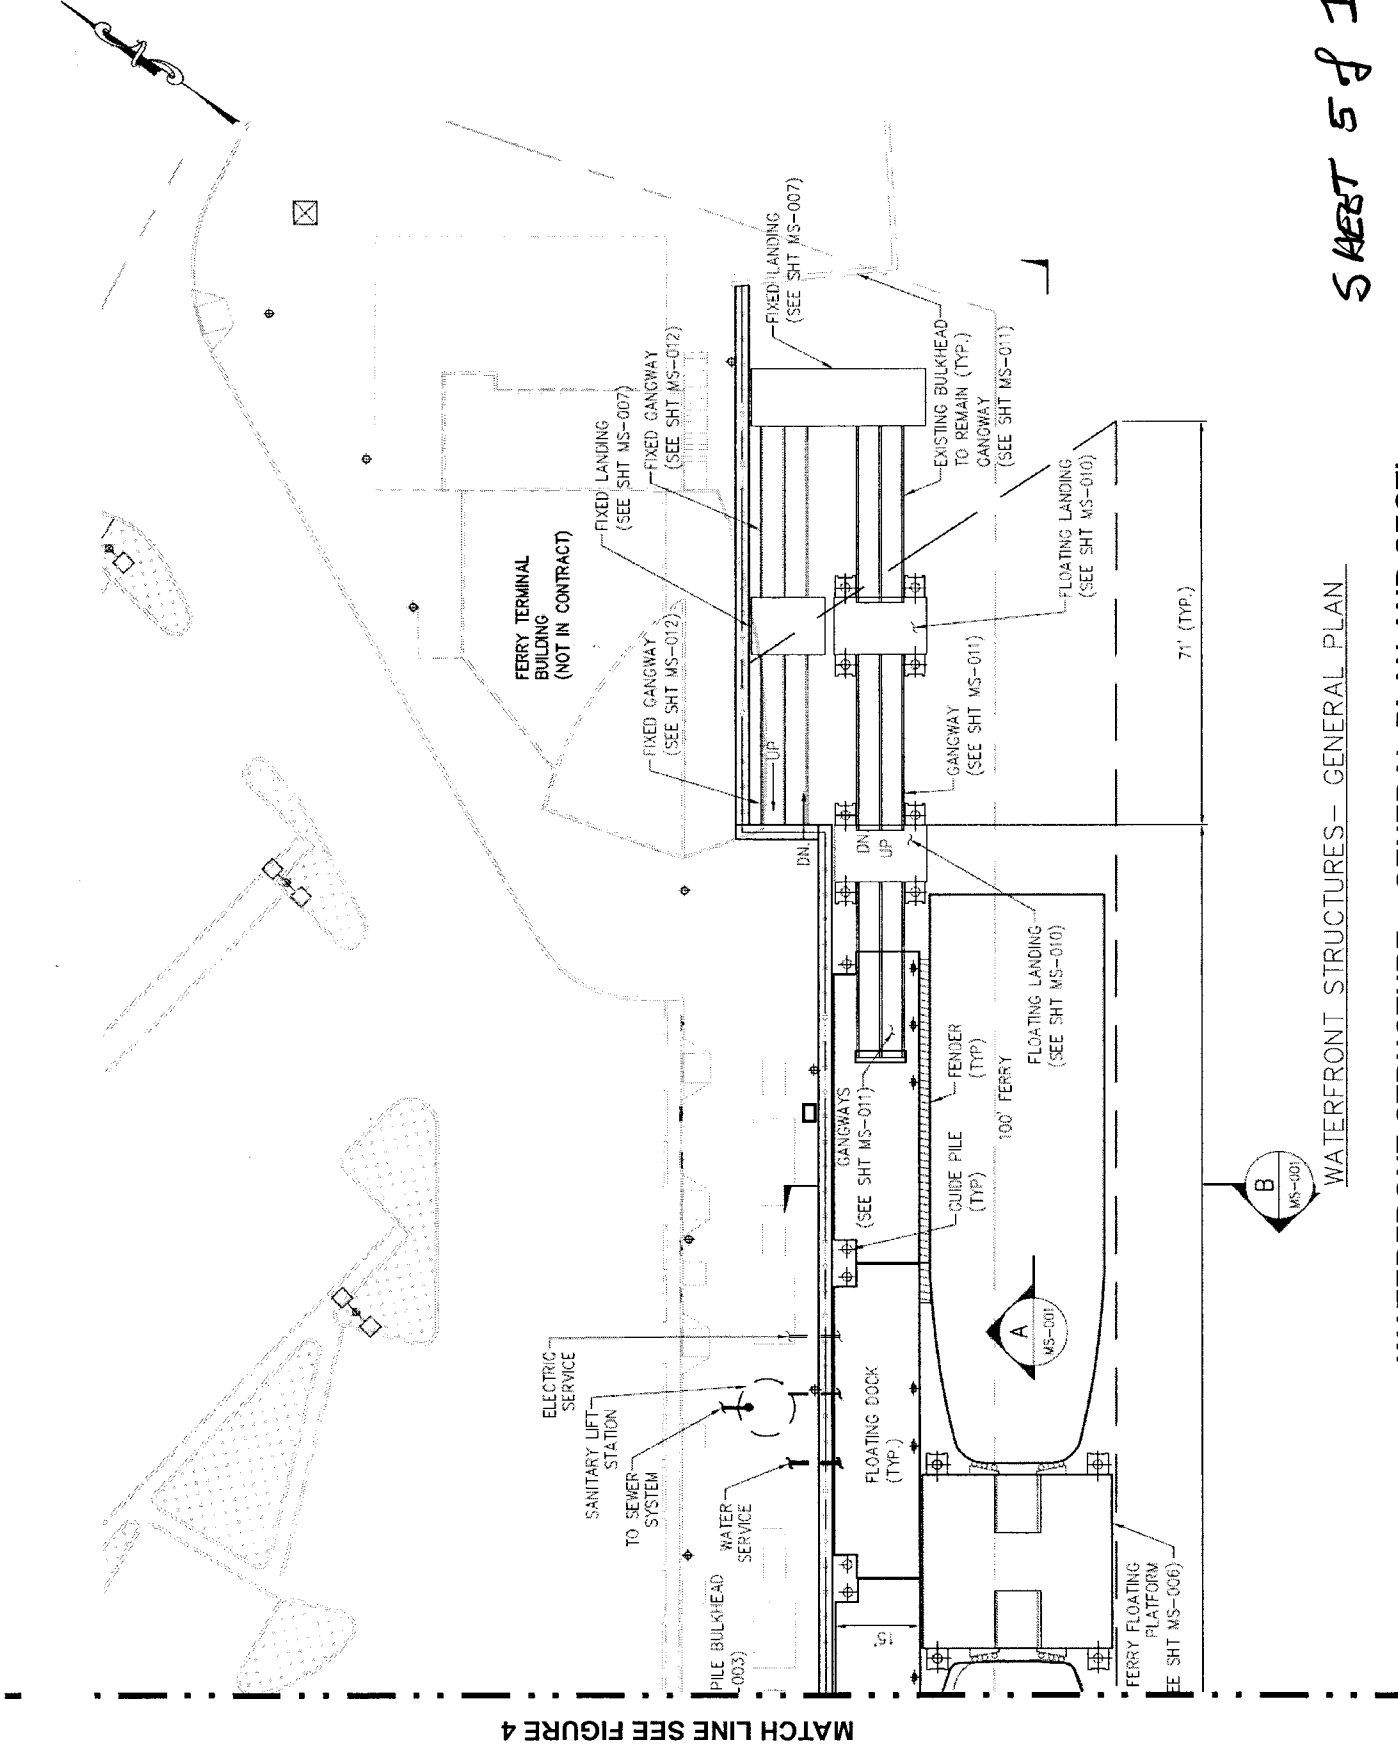 SHEET 5 of
FIXED LANDING
(SEE SHT MS-007)
EXISTING BULKHEAD
TO REMAIN (TYP.)
GANGWAY
(SEE SHT MS-011)
FIXED GANGWAY
(SEE SHT MS-012)
FIXED LANDING
(SEE SHT MS-007)
FERRY TERMINAL
BUILDING
(NOT IN CONTRACT)
FLOATING LANDING
(SEE SHT MS-010)
FIXED GANGWAY
(SEE SHT MS-012)
UP
GANGWAY
(SEE SHT MS-011)
71' (TYP.)
DN.
DN.
UP
FLOATING LANDING
(SEE SHT MS-010)
FENDER
(TYP)
100' FERRY
GANGWAYS
(SEE SHT MS-011)
GUIDE PILE
(TYP)
B
MS-001
A
MS-001
ELECTRIC
SERVICE
SANITARY LIFT
STATION
TO SEWER
SYSTEM
WATER
SERVICE
FLOATING DOCK
(TYP.)
PILE BULKHEAD
-003)
15'
FERRY FLOATING
PLATFORM
EE SHT MS-006)
WATERFRONT STRUCTURES- GENERAL PLAN
MATCH LINE SEE FIGURE 4